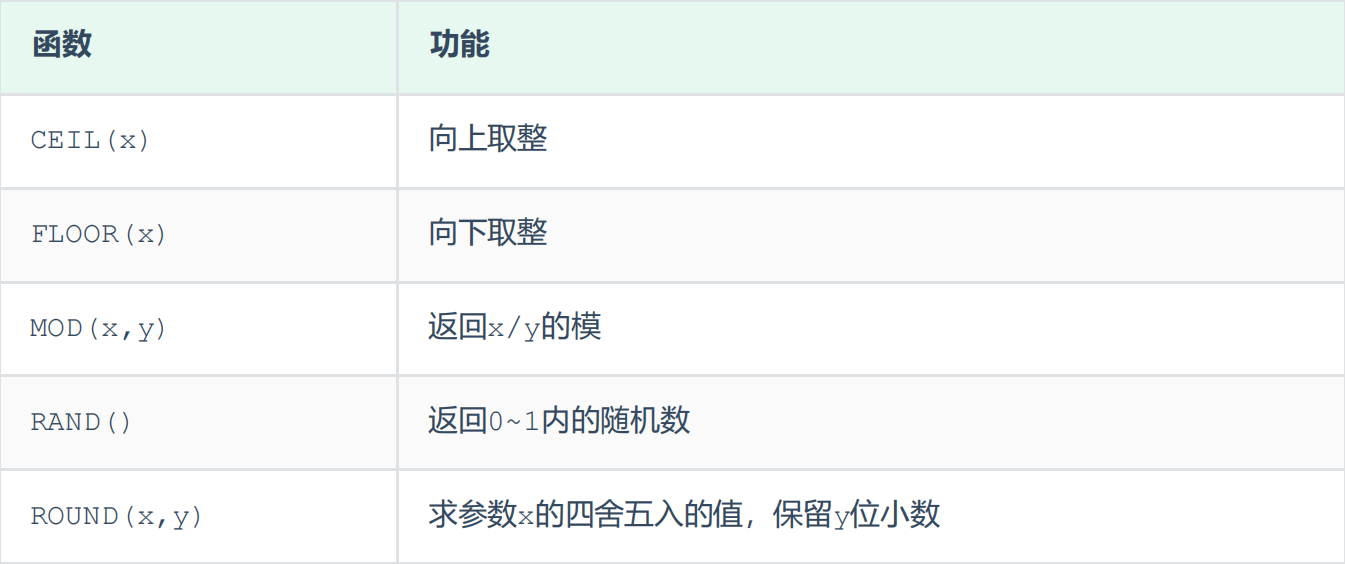 函数 功能
CEIL(x) 向上取整
FLOOR(x) 向下取整
MOD(x,y) 返回x/y的模
RAND() 返回0~1内的随机数
ROUND(x,y) 求参数x的四舍五入的值，保留y位小数